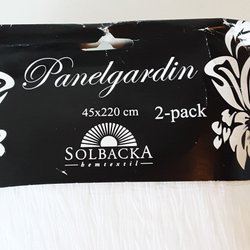 Panelgardin
45x220 cm 2-pack
SOLBACKA
hemtextil